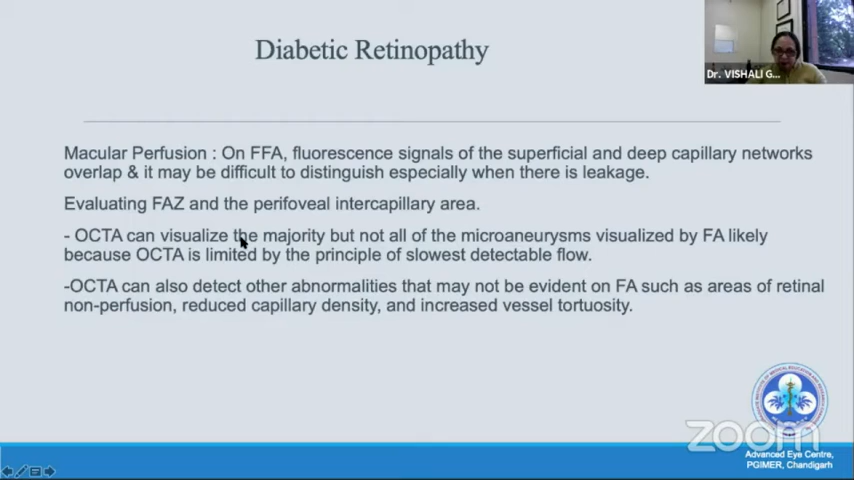 Diabetic Retinopathy
Dr. VISHALI G...
Macular Perfusion : On FFA, fluorescence signals of the superficial and deep capillary networks
overlap & it may be difficult to distinguish especially when there is leakage.
Evaluating FAZ and the perifoveal intercapillary area.
- OCTA can visualize the majority but not all of the microaneurysms visualized by FA likely
because OCTA is limited by the principle of slowest detectable flow.
-OCTA can also detect other abnormalities that may not be evident on FA such as areas of retinal
non-perfusion, reduced capillary density, and increased vessel tortuosity.
zoom
Advanced Eye Centre,
PGIMER, Chandigarh